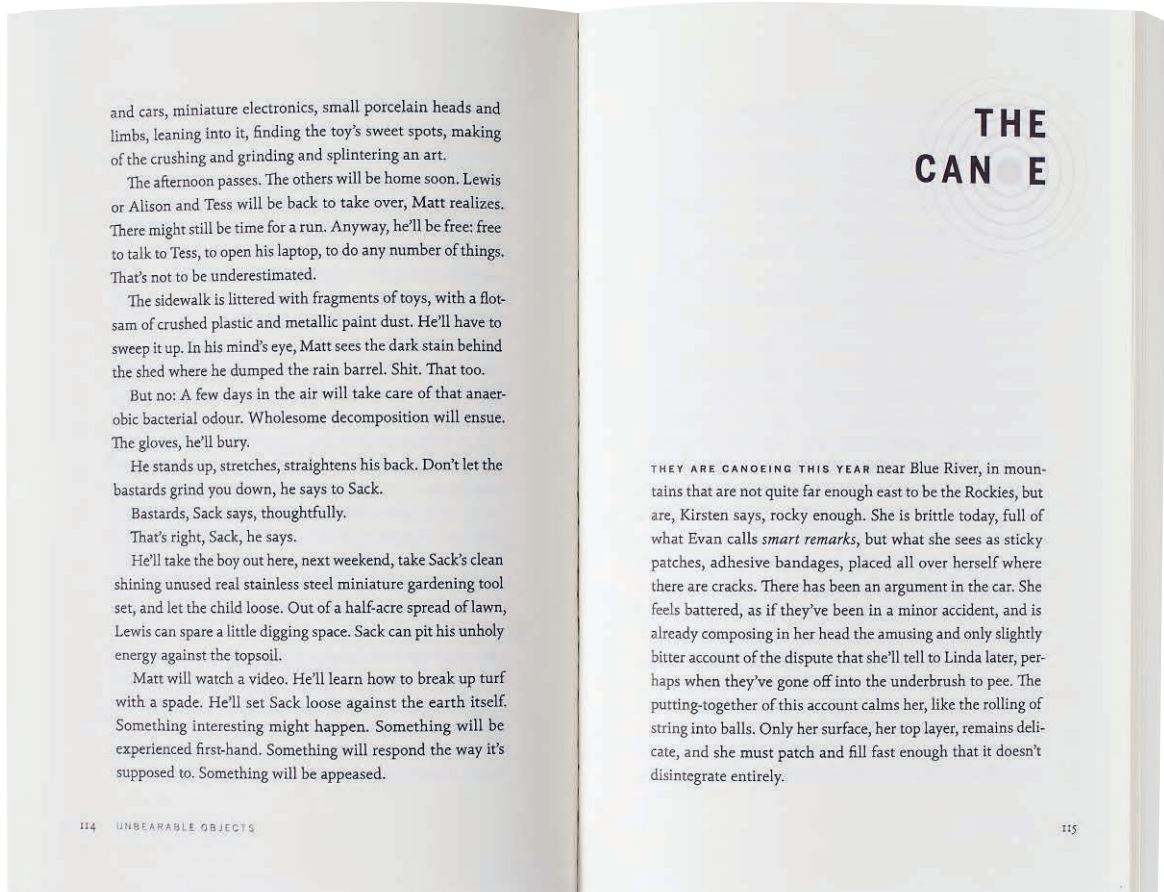 and cars, miniature electronics, small porcelain heads and
limbs, leaning into it, finding the toy's sweet spots, making
of the crushing and grinding and splintering an art.
The afternoon passes. The others will be home soon. Lewis
or Alison and Tess will be back to take over, Matt realizes.
There might still be time for a run. Anyway, he'll be free: free
to talk to Tess, to open his laptop, to do any number of things.
That's not to be underestimated.
The sidewalk is littered with fragments of toys, with a flot-
sam of crushed plastic and metallic paint dust. He'll have to
sweep it up. In his mind's eye, Matt sees the dark stain behind
the shed where he dumped the rain barrel. Shit. That too.
But no: A few days in the air will take care of that anaer-
obic bacterial odour. Wholesome decomposition will ensue.
The gloves, he'll bury.
He stands up, stretches, straightens his back. Don't let the
bastards grind you down, he says to Sack.
Bastards, Sack says, thoughtfully.
That's right, Sack, he says.
He'll take the boy out here, next weekend, take Sack's clean
shining unused real stainless steel miniature gardening tool
set, and let the child loose. Out of a half-acre spread of lawn,
Lewis can spare a little digging space. Sack can pit his unholy
energy against the topsoil.
Matt will watch a video. He'll learn how to break up turf
with a spade. He'll set Sack loose against the earth itself.
Something interesting might happen. Something will be
experienced first-hand. Something will respond the way it's
supposed to. Something will be appeased.
114 UNBEARABLE OBJECTS
THE
CAN E
THEY ARE CANOEING THIS YEAR near Blue River, in moun-
tains that are not quite far enough east to be the Rockies, but
are, Kirsten says, rocky enough. She is brittle today, full of
what Evan calls smart remarks, but what she sees as sticky
patches, adhesive bandages, placed all over herself where
there are cracks. There has been an argument in the car. She
feels battered, as if they've been in a minor accident, and is
already composing in her head the amusing and only slightly
bitter account of the dispute that she'll tell to Linda later, per-
haps when they've gone off into the underbrush to pee. The
putting-together of this account calms her, like the rolling of
string into balls. Only her surface, her top layer, remains deli-
cate, and she must patch and fill fast enough that it doesn't
disintegrate entirely.
115